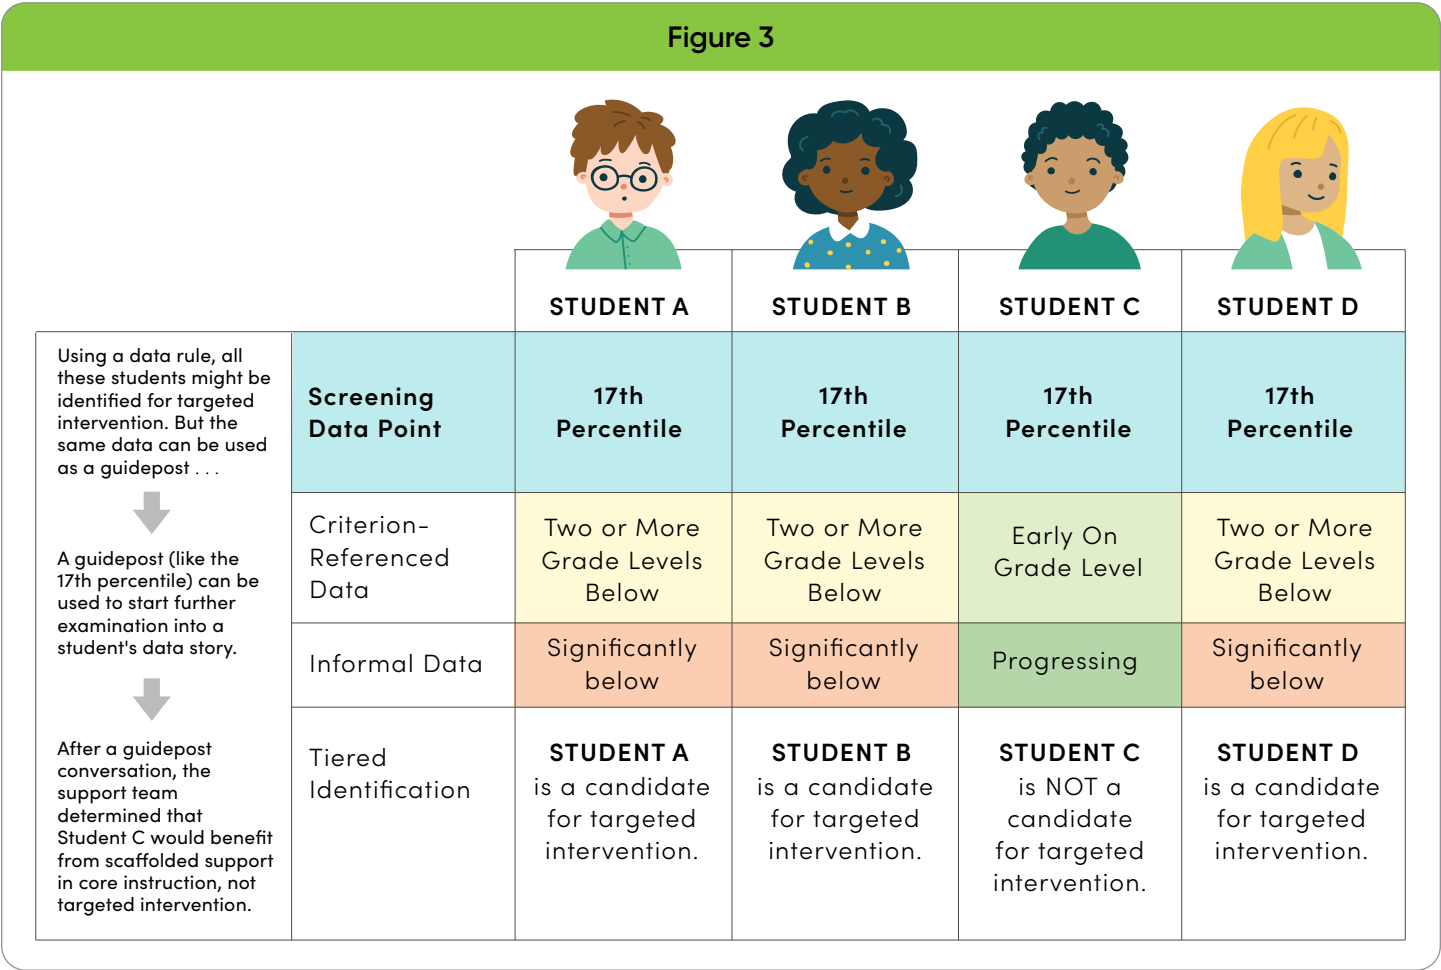 Figure 3
STUDENT A
STUDENT B
STUDENT C
STUDENT D
Using a data rule, all
these students might be
identified for targeted
intervention. But the
same data can be used
as a guidepost . . .
A guidepost (like the
17th percentile) can be
used to start further
examination into a
student's data story.
After a guidepost
conversation, the
support team
determined that
Student C would benefit
from scaffolded support
in core instruction, not
targeted intervention.
Screening
Data Point
17th
Percentile
17th
Percentile
17th
Percentile
17th
Percentile
Criterion-
Referenced
Data
Two or More
Grade Levels
Below
Two or More
Grade Levels
Below
Early On
Grade Level
Two or More
Grade Levels
Below
Informal Data
Significantly
below
Significantly
below
Progressing
Significantly
below
Tiered
Identification
STUDENT A
is a candidate
for targeted
intervention.
STUDENT B
is a candidate
for targeted
intervention.
STUDENT C
is NOT a
candidate
for targeted
intervention.
STUDENT D
is a candidate
for targeted
intervention.